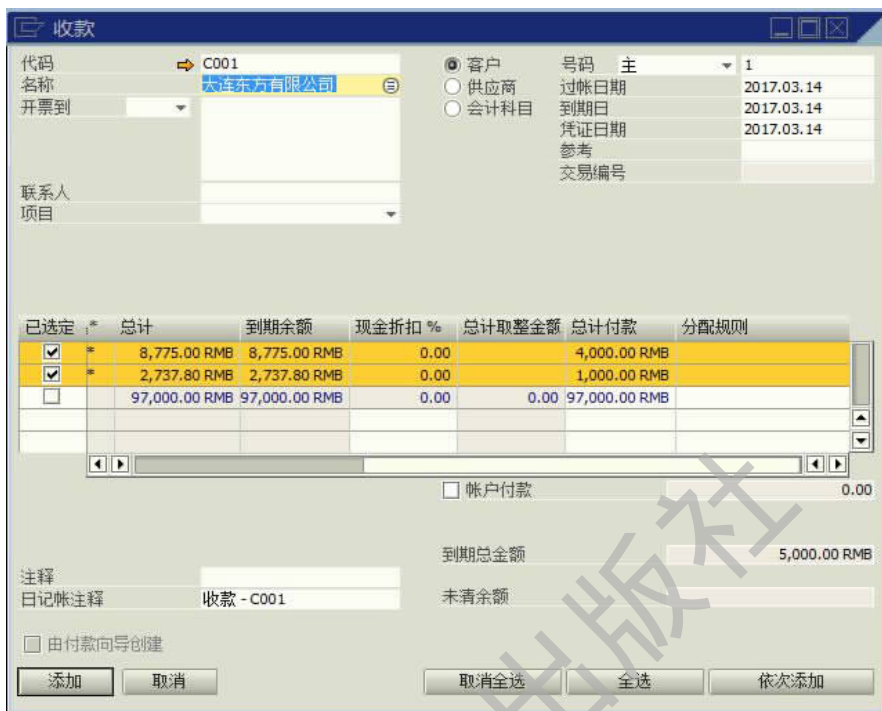 收款
代码 C001
名称 大连东方有限公司
开票到
联系人
项目
客户
供应商
会计科目
号码 主 1
过帐日期 2017.03.14
到期日 2017.03.14
凭证日期 2017.03.14
参考
交易编号
已选定 * 总计 到期余额 现金折扣 % 总计取整金额 总计付款 分配规则
* 8,775.00 RMB 8,775.00 RMB 0.00 4,000.00 RMB
* 2,737.80 RMB 2,737.80 RMB 0.00 1,000.00 RMB
97,000.00 RMB 97,000.00 RMB 0.00 0.00 97,000.00 RMB
帐户付款 0.00
到期总金额 5,000.00 RMB
注释
日记帐注释 收款 - C001
未清余额
由付款向导创建
添加 取消 取消全选 全选 依次添加
出版社